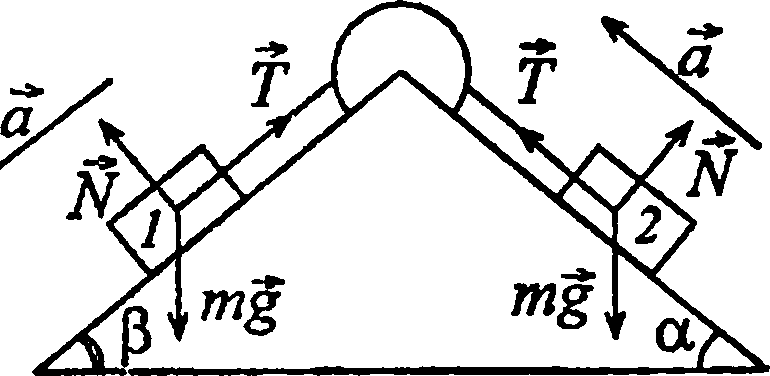 T⃗ T⃗ a⃗
a⃗
N⃗ N⃗
1 2
mg⃗ mg⃗
β α